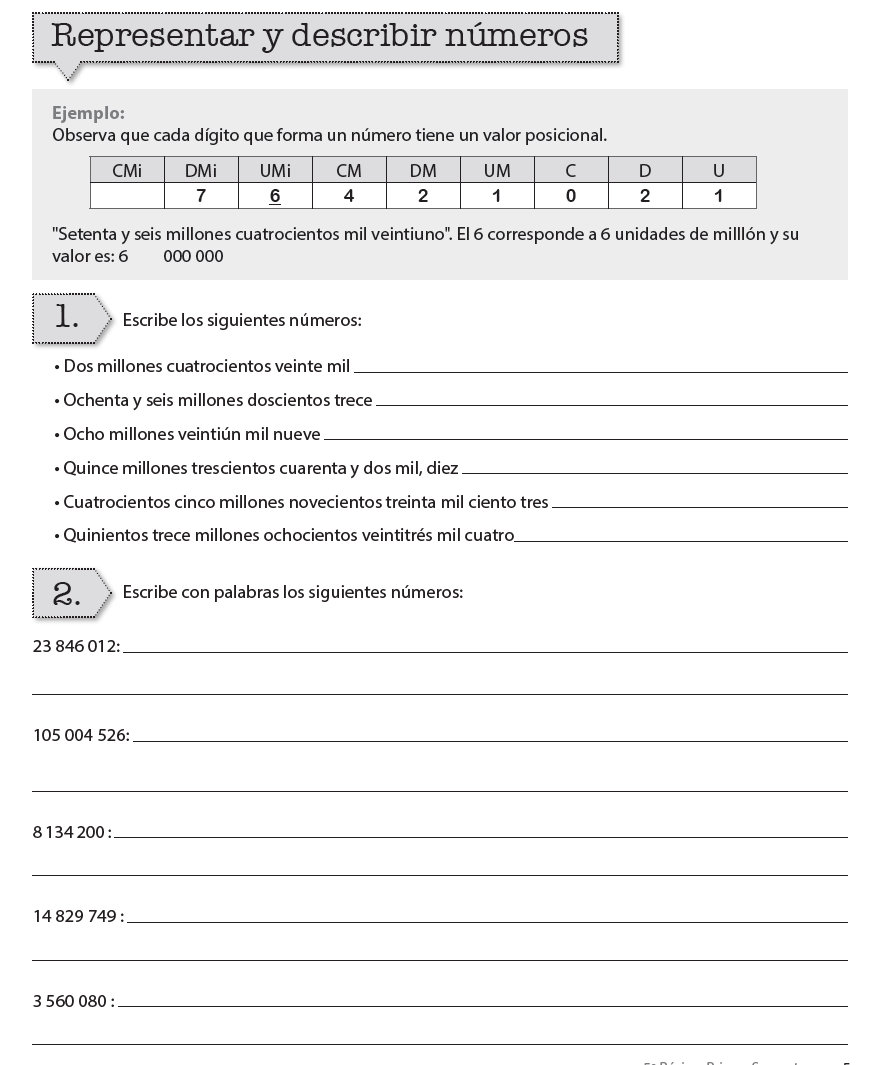 Representar y describir números
Ejemplo:
Observa que cada dígito que forma un número tiene un valor posicional.
CMi DMi UMi CM DM UM C D U
7 6 4 2 1 0 2 1
"Setenta y seis millones cuatrocientos mil veintiuno". El 6 corresponde a 6 unidades de milllón y su
valor es: 6 000 000
1. Escribe los siguientes números:
• Dos millones cuatrocientos veinte mil
• Ochenta y seis millones doscientos trece
• Ocho millones veintiún mil nueve
• Quince millones trescientos cuarenta y dos mil, diez
• Cuatrocientos cinco millones novecientos treinta mil ciento tres
• Quinientos trece millones ochocientos veintitrés mil cuatro
2. Escribe con palabras los siguientes números:
23 846 012:
105 004 526:
8 134 200 :
14 829 749 :
3 560 080 :